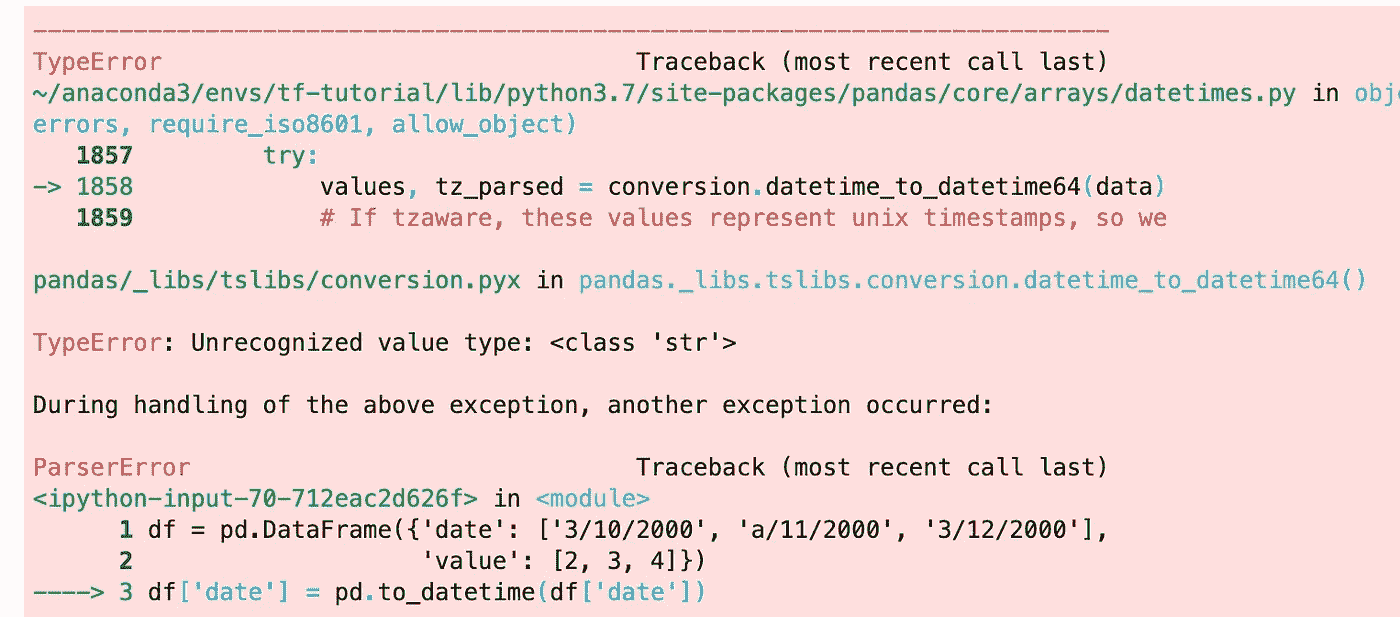 ---------------------------------------------------------------------------
TypeError                                 Traceback (most recent call last)
~/anaconda3/envs/tf-tutorial/lib/python3.7/site-packages/pandas/core/arrays/datetimes.py in obj
errors, require_iso8601, allow_object)
   1857         try:
-> 1858             values, tz_parsed = conversion.datetime_to_datetime64(data)
   1859             # If tzaware, these values represent unix timestamps, so we
pandas/_libs/tslibs/conversion.pyx in pandas._libs.tslibs.conversion.datetime_to_datetime64()
TypeError: Unrecognized value type: <class 'str'>
During handling of the above exception, another exception occurred:
ParserError                               Traceback (most recent call last)
<ipython-input-70-712eac2d626f> in <module>
      1 df = pd.DataFrame({'date': ['3/10/2000', 'a/11/2000', '3/12/2000'],
      2                    'value': [2, 3, 4]})
----> 3 df['date'] = pd.to_datetime(df['date'])